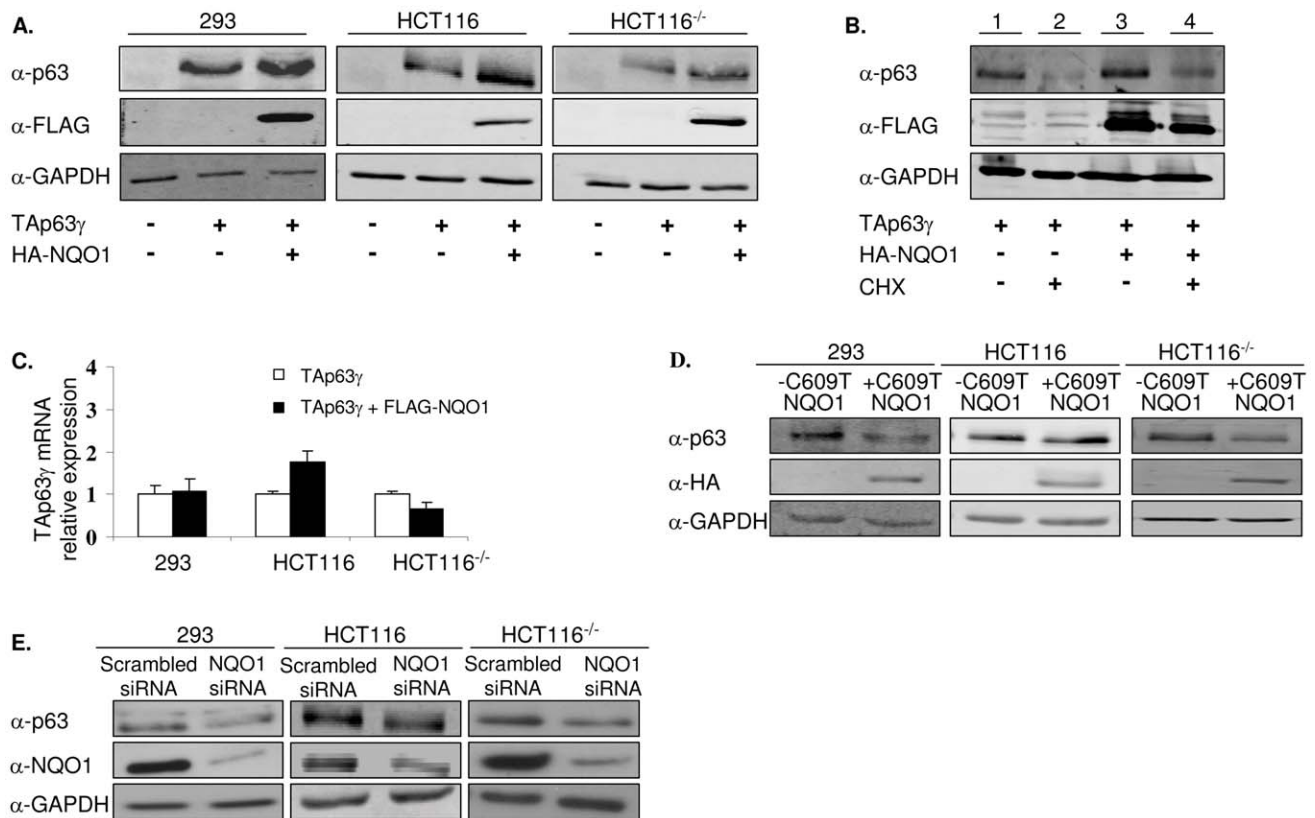 A.
293 HCT116 HCT116-/-
α-p63
α-FLAG
α-GAPDH
TAp63γ - + + - + + - + +
HA-NQO1 - - + - - + - - +
B.
1 2 3 4
α-p63
α-FLAG
α-GAPDH
TAp63γ + + + +
HA-NQO1 + +
CHX - + - +
C.
TAp63γ mRNA
relative expression
4
3
2
1
0
TAp63γ
TAp63γ + FLAG-NQO1
293 HCT116 HCT116-/-
D.
293 HCT116 HCT116-/-
-C609T +C609T -C609T +C609T -C609T +C609T
NQO1 NQO1 NQO1 NQO1 NQO1 NQO1
α-p63
α-HA
α-GAPDH
E.
293 HCT116 HCT116-/-
Scrambled NQO1 Scrambled NQO1 Scrambled NQO1
siRNA siRNA siRNA siRNA siRNA siRNA
α-p63
α-NQO1
α-GAPDH